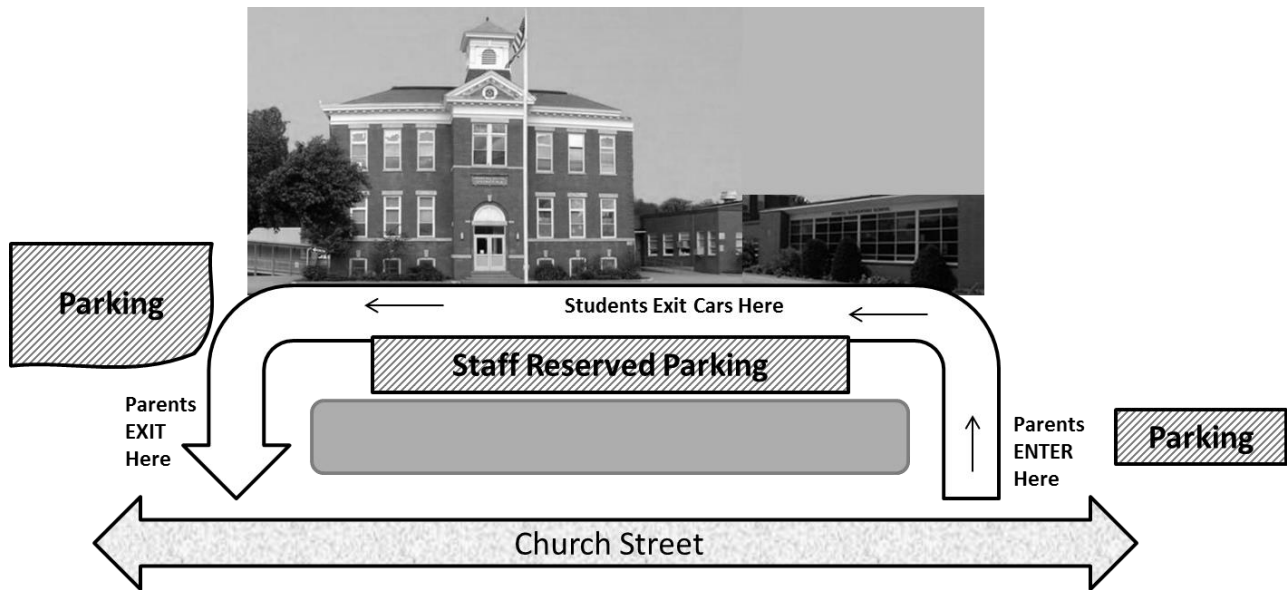 Parking
Students Exit Cars Here
Staff Reserved Parking
Parents
EXIT
Here
Parents
ENTER
Here
Parking
Church Street